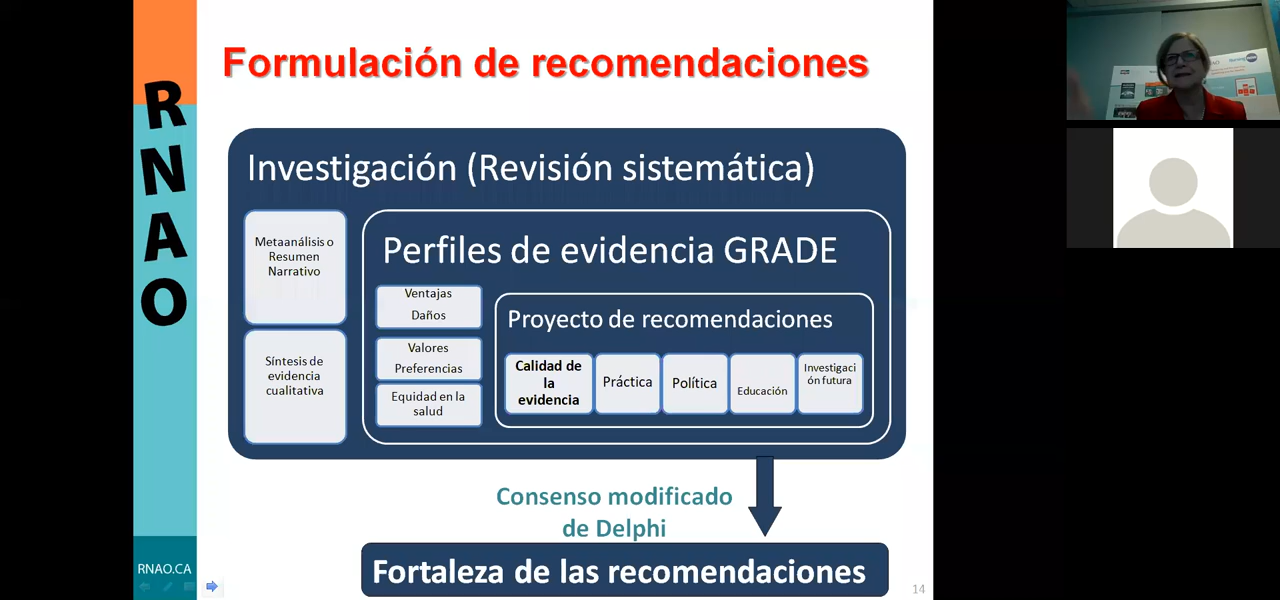 Formulación de recomendaciones
RNAO
Investigación (Revisión sistemática)
Metaanálisis o
Resumen
Narrativo
Síntesis de
evidencia
cualitativa
Perfiles de evidencia GRADE
Ventajas
Daños
Valores
Preferencias
Equidad en la
salud
Proyecto de recomendaciones
Calidad de
la
evidencia
Práctica
Política
Educación
Investigaci
ón futura
Consenso modificado
de Delphi
Fortaleza de las recomendaciones
RNAO.CA
14